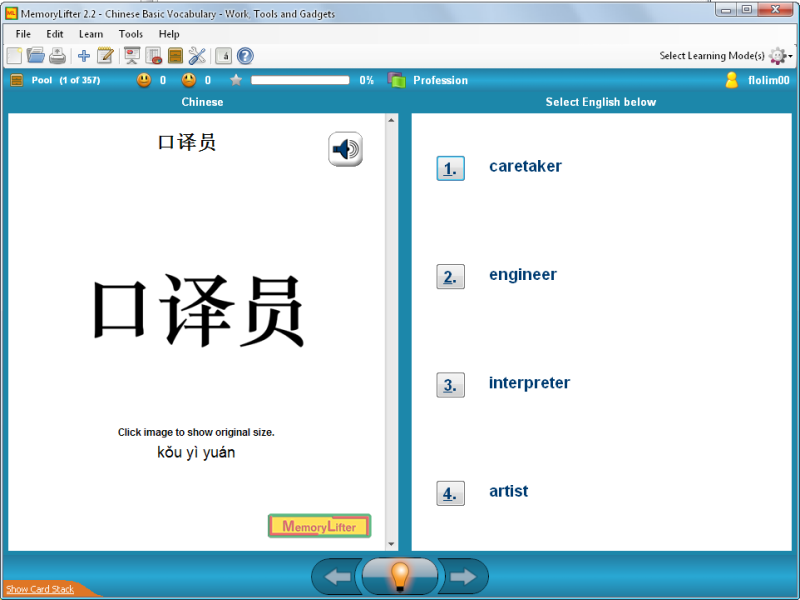 MemoryLifter 2.2 - Chinese Basic Vocabulary - Work, Tools and Gadgets
File Edit Learn Tools Help
Select Learning Mode(s)
Pool (1 of 357) 0 0 0% Profession flolim00
Chinese
口译员
口译员
Click image to show original size.
kǒu yì yuán
MemoryLifter
Select English below
1. caretaker
2. engineer
3. interpreter
4. artist
Show Card Stack